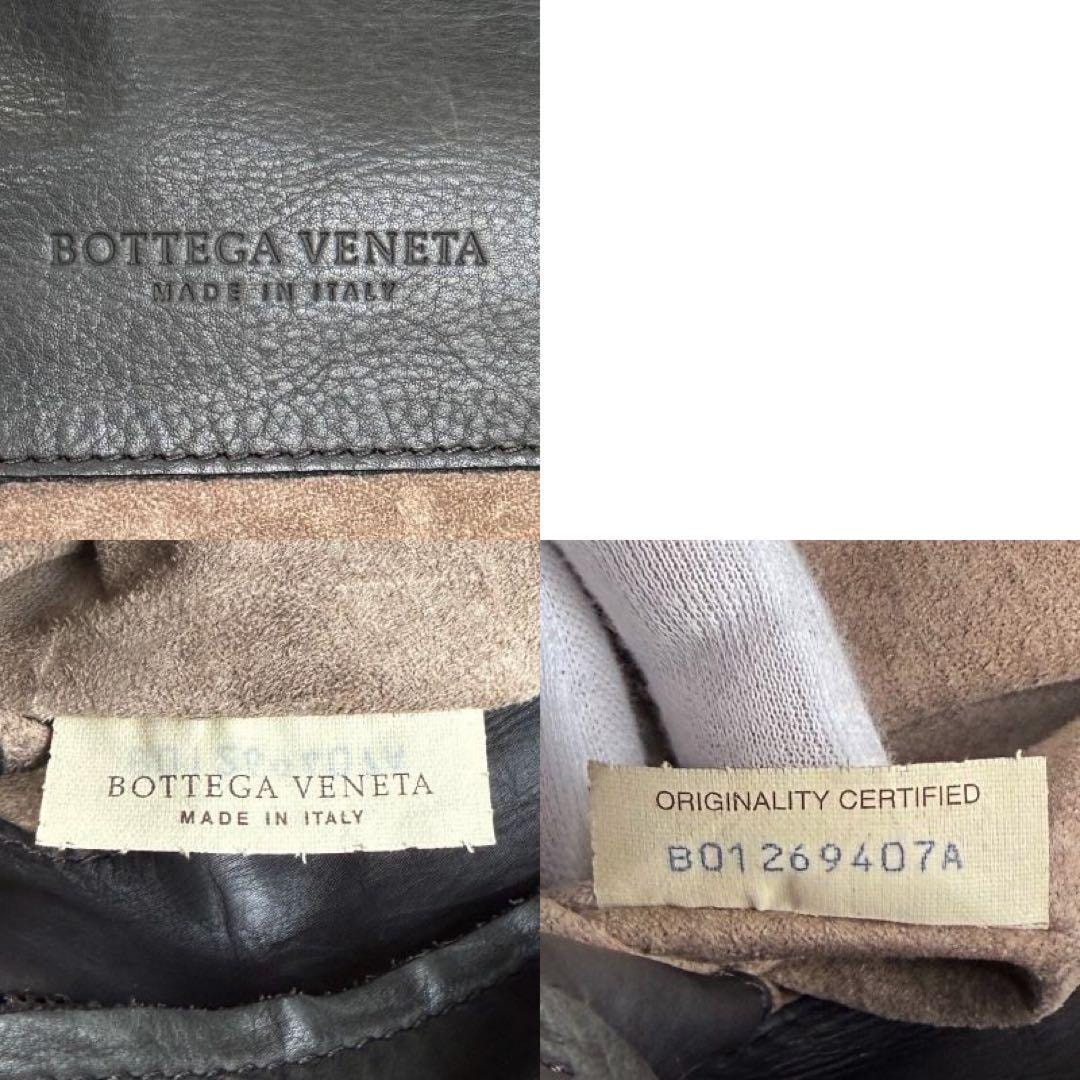 BOTTEGA VENETA
MADE IN ITALY
BOTTEGA VENETA
MADE IN ITALY
ORIGINALITY CERTIFIED
B01269407A